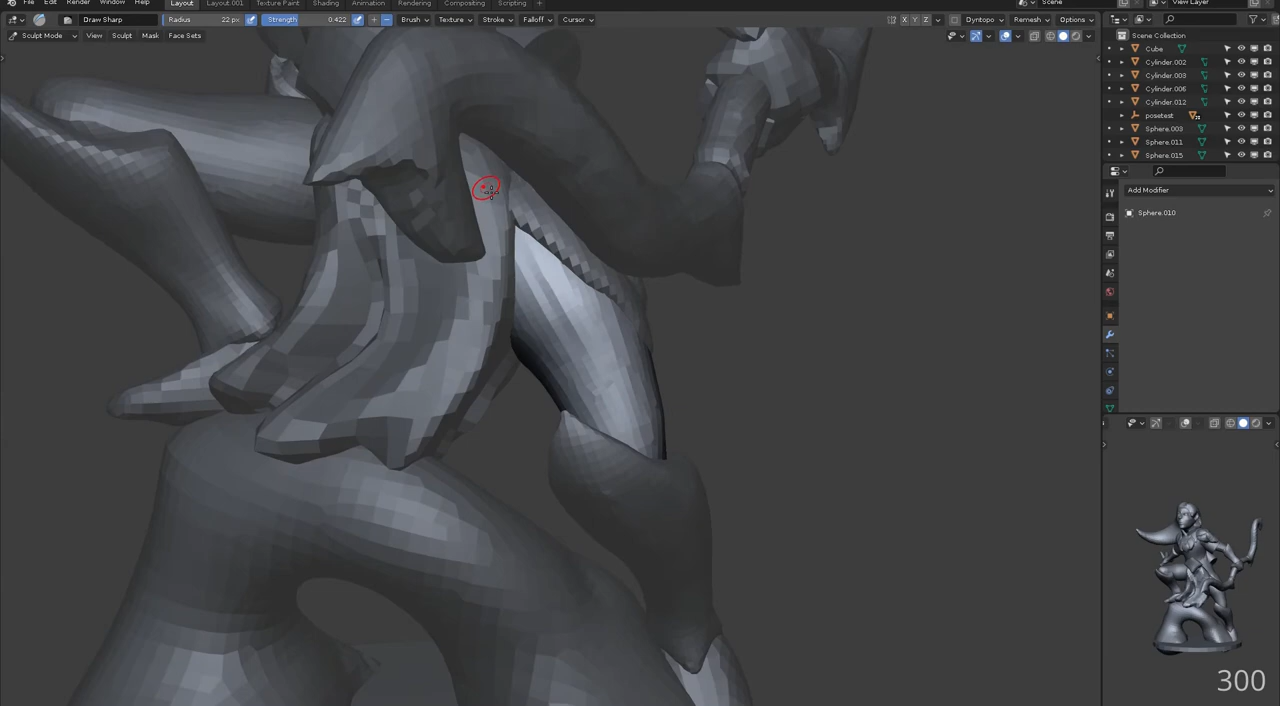 File Edit Render Window Help Layout Layout.001 Texture Paint Shading Animation Rendering Compositing Scripting + Scene View Layer
Draw Sharp Radius 22 px Strength 0.422 Brush Texture Stroke Falloff Cursor X Y Z Dyntopo Remesh Options
Sculpt Mode View Sculpt Mask Face Sets
Scene Collection
Cube
Cylinder.002
Cylinder.003
Cylinder.006
Cylinder.012
posetest
Sphere.003
Sphere.011
Sphere.015
Add Modifier
Sphere.010
300